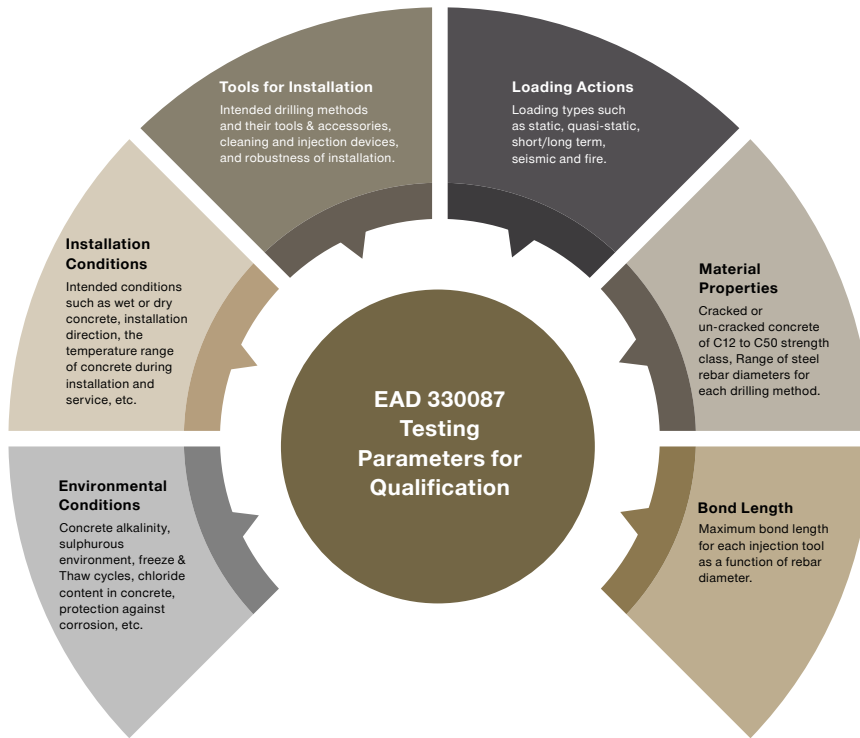 Tools for Installation
Intended drilling methods
and their tools & accessories,
cleaning and injection devices,
and robustness of installation.
Loading Actions
Loading types such
as static, quasi-static,
short/long term,
seismic and fire.
Installation
Conditions
Intended conditions
such as wet or dry
concrete, installation
direction, the
temperature range
of concrete during
installation and
service, etc.
Material
Properties
Cracked or
un-cracked concrete
of C12 to C50 strength
class, Range of steel
rebar diameters for
each drilling method.
EAD 330087
Testing
Parameters for
Qualification
Environmental
Conditions
Concrete alkalinity,
sulphurous
environment, freeze &
Thaw cycles, chloride
content in concrete,
protection against
corrosion, etc.
Bond Length
Maximum bond length
for each injection tool
as a function of rebar
diameter.